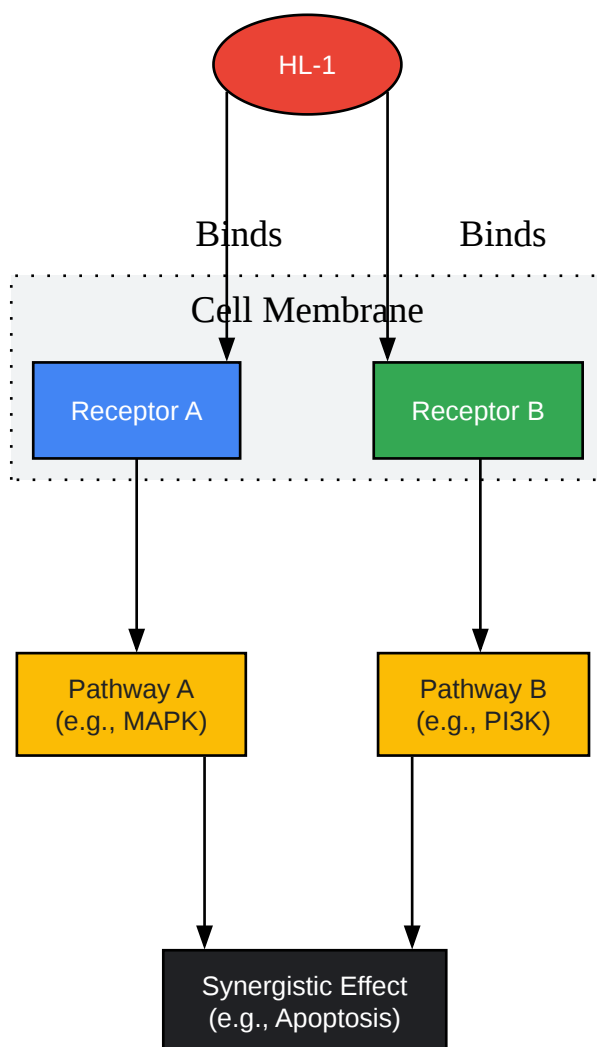 HL-1
Binds
Binds
Cell Membrane
Receptor A
Receptor B
Pathway A
(e.g., MAPK)
Pathway B
(e.g., PI3K)
Synergistic Effect
(e.g., Apoptosis)